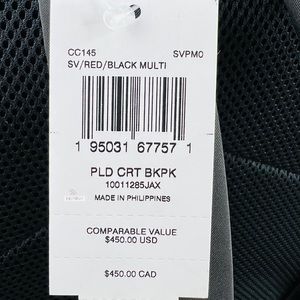 CC145 SVPM0
SV/RED/BLACK MULTI
1 95031 67757 1
PLD CRT BKPK
10011285JAX
MADE IN PHILIPPINES
COMPARABLE VALUE
$450.00 USD
$450.00 CAD